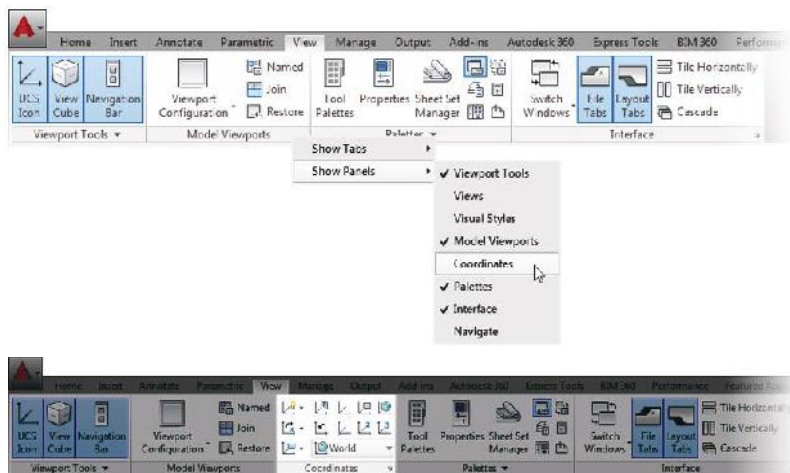 Home Insert Annotate Parametric View Manage Output Add-ins Autodesk 360 Express Tools BIM 360
UCS Icon
View Cube
Navigation Bar
Viewport Configuration
Named
Join
Restore
Tool Palettes
Properties
Sheet Set Manager
Switch Windows
File Tabs
Layout Tabs
Tile Horizontally
Tile Vertically
Cascade
Viewport Tools
Model Viewports
Palettes
Interface
Show Tabs
Show Panels
Viewport Tools
Views
Visual Styles
Model Viewports
Coordinates
Palettes
Interface
Navigate
Home Insert Annotate Parametric View Manage Output Add-ins Autodesk 360 Express Tools BIM 360 Performance
UCS Icon
View Cube
Navigation Bar
Viewport Configuration
Named
Join
Restore
World
Tool Palettes
Properties
Sheet Set Manager
Switch Windows
File Tabs
Layout Tabs
Tile Vertically
Cascade
Viewport Tools
Model Viewports
Coordinates
Palettes
Interface